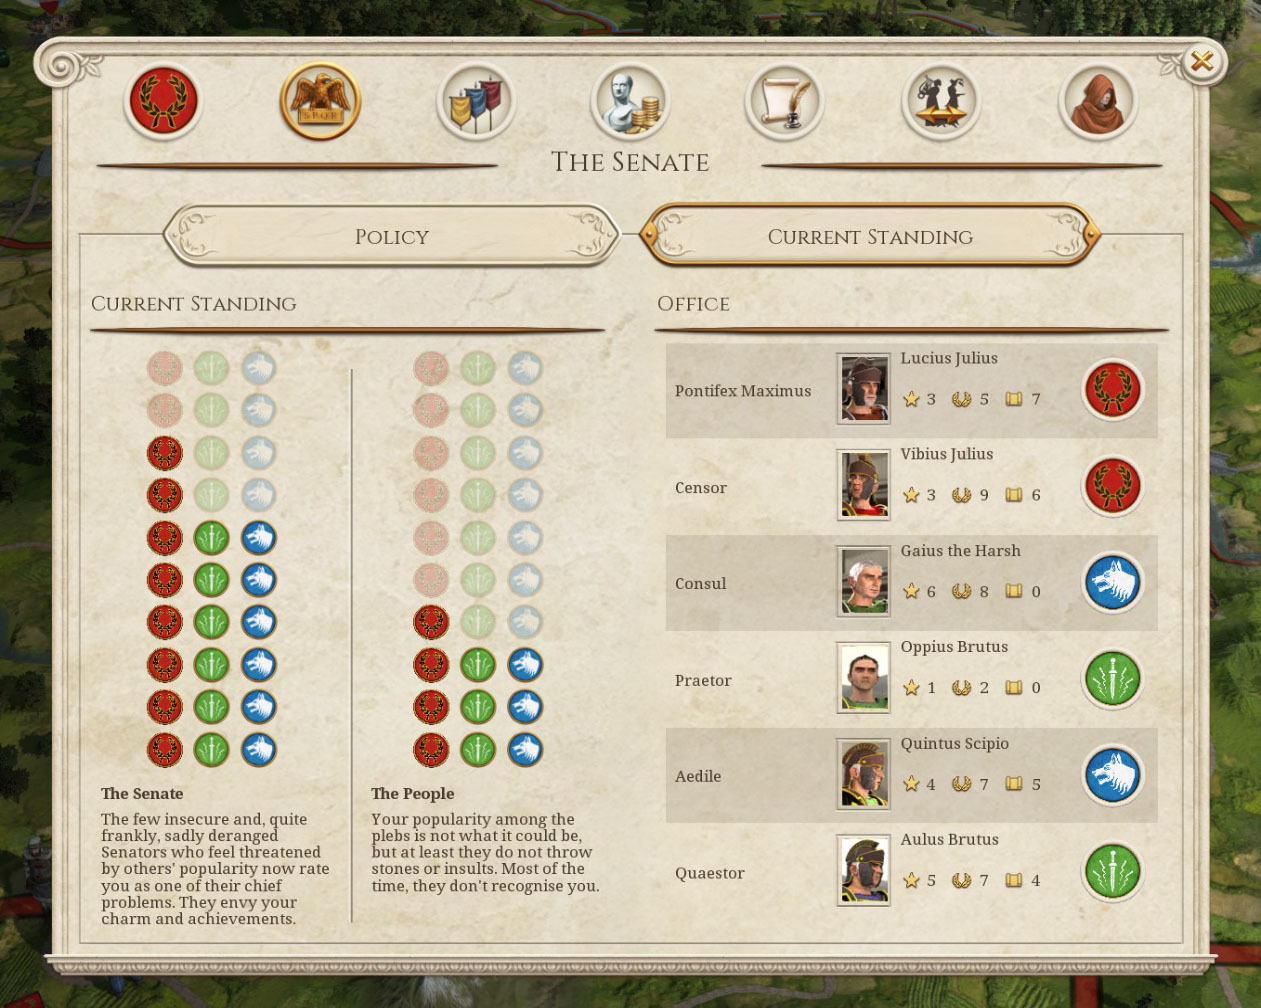 THE SENATE
POLICY
CURRENT STANDING
CURRENT STANDING
The Senate
The few insecure and, quite
frankly, sadly deranged
Senators who feel threatened
by others' popularity now rate
you as one of their chief
problems. They envy your
charm and achievements.
The People
Your popularity among the
plebs is not what it could be,
but at least they do not throw
stones or insults. Most of the
time, they don't recognise you.
OFFICE
Pontifex Maximus
Lucius Julius
3 5 7
Censor
Vibius Julius
3 9 6
Consul
Gaius the Harsh
6 8 0
Praetor
Oppius Brutus
1 2 0
Aedile
Quintus Scipio
4 7 5
Quaestor
Aulus Brutus
5 7 4